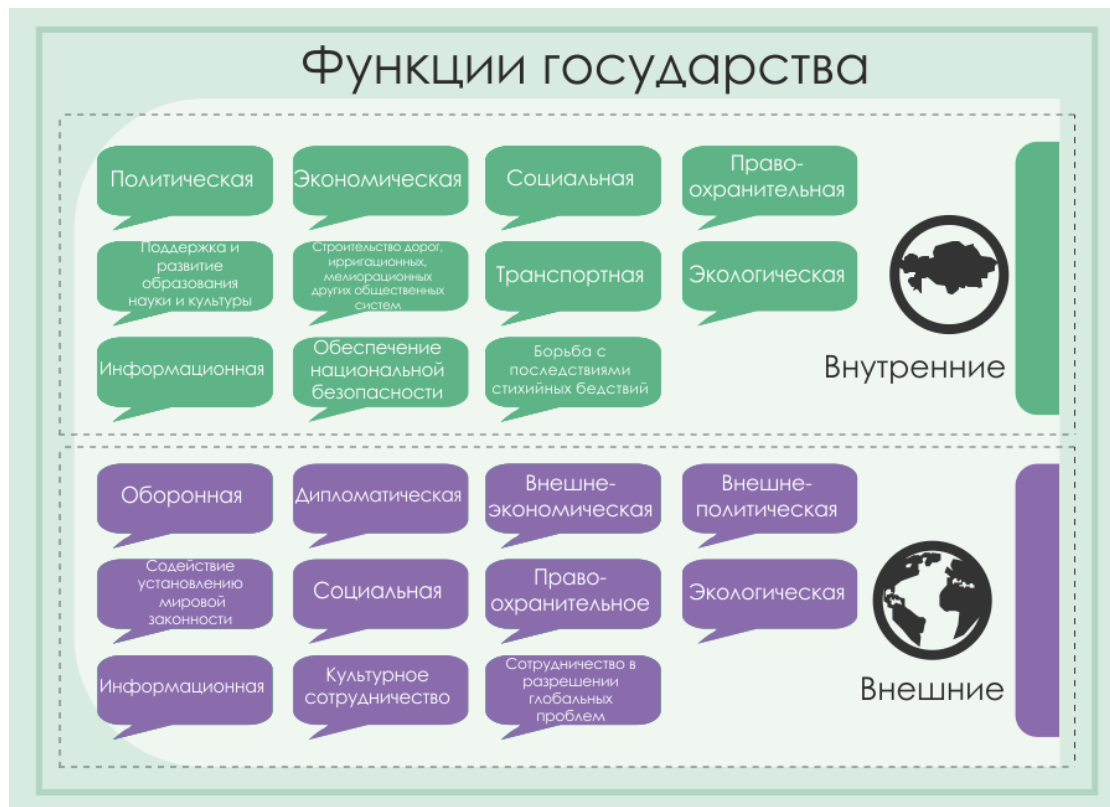 Функции государства
Политическая
Экономическая
Социальная
Право-
охранительная
Поддержка и
развитие
образования
науки и культуры
Строительство дорог,
ирригационных,
мелиорационных
других общественных
систем
Транспортная
Экологическая
Информационная
Обеспечение
национальной
безопасности
Борьба с
последствиями
стихийных бедствий
Внутренние
Оборонная
Дипломатическая
Внешне-
экономическая
Внешне-
политическая
Содействие
установлению
мировой
законности
Социальная
Право-
охранительное
Экологическая
Информационная
Культурное
сотрудничество
Сотрудничество в
разрешении
глобальных
проблем
Внешние